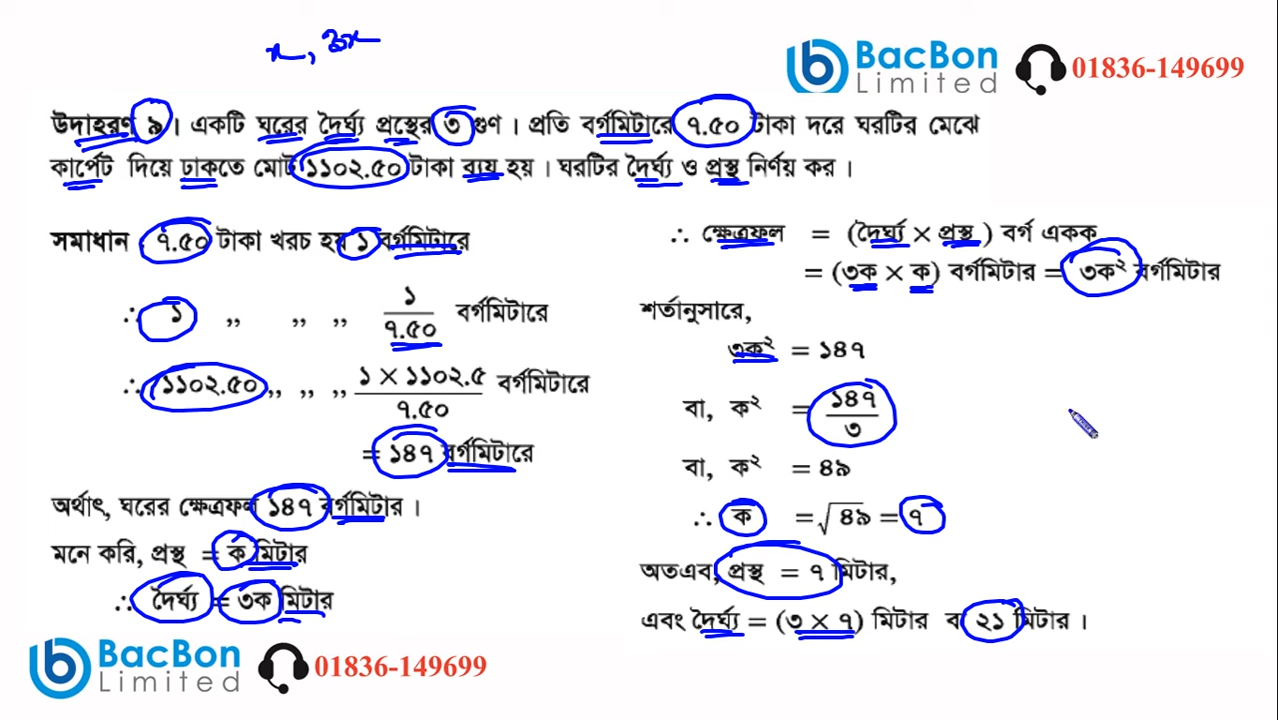 x, 3x
BacBon
Limited
01836-149699
উদাহরণ ৯। একটি ঘরের দৈর্ঘ্য প্রস্থের ৩ গুণ। প্রতি বর্গমিটারে ৭.৫০ টাকা দরে ঘরটির মেঝে
কার্পেট দিয়ে ঢাকতে মোট ১১০২.৫০ টাকা ব্যয় হয়। ঘরটির দৈর্ঘ্য ও প্রস্থ নির্ণয় কর।
সমাধান : ৭.৫০ টাকা খরচ হয় ১ বর্গমিটারে
∴ ১ ,, ,, ,, ১/৭.৫০ বর্গমিটারে
∴ ১১০২.৫০ ,, ,, ,, ১ × ১১০২.৫/৭.৫০ বর্গমিটারে
= ১৪৭ বর্গমিটারে
অর্থাৎ, ঘরের ক্ষেত্রফল ১৪৭ বর্গমিটার।
মনে করি, প্রস্থ = ক মিটার
∴ দৈর্ঘ্য = ৩ক মিটার
∴ ক্ষেত্রফল = (দৈর্ঘ্য × প্রস্থ) বর্গ একক
= (৩ক × ক) বর্গমিটার = ৩ক² বর্গমিটার
শর্তানুসারে,
৩ক² = ১৪৭
বা, ক² = ১৪৭/৩
বা, ক² = ৪৯
∴ ক = √৪৯ = ৭
অতএব, প্রস্থ = ৭ মিটার,
এবং দৈর্ঘ্য = (৩ × ৭) মিটার ব ২১ মিটার।
BacBon
Limited
01836-149699